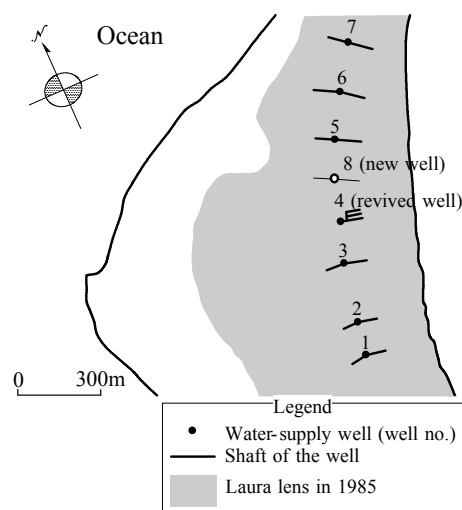 N
Ocean
7
6
5
8 (new well)
4 (revived well)
3
2
1
0 300m
Legend
Water-supply well (well no.)
Shaft of the well
Laura lens in 1985